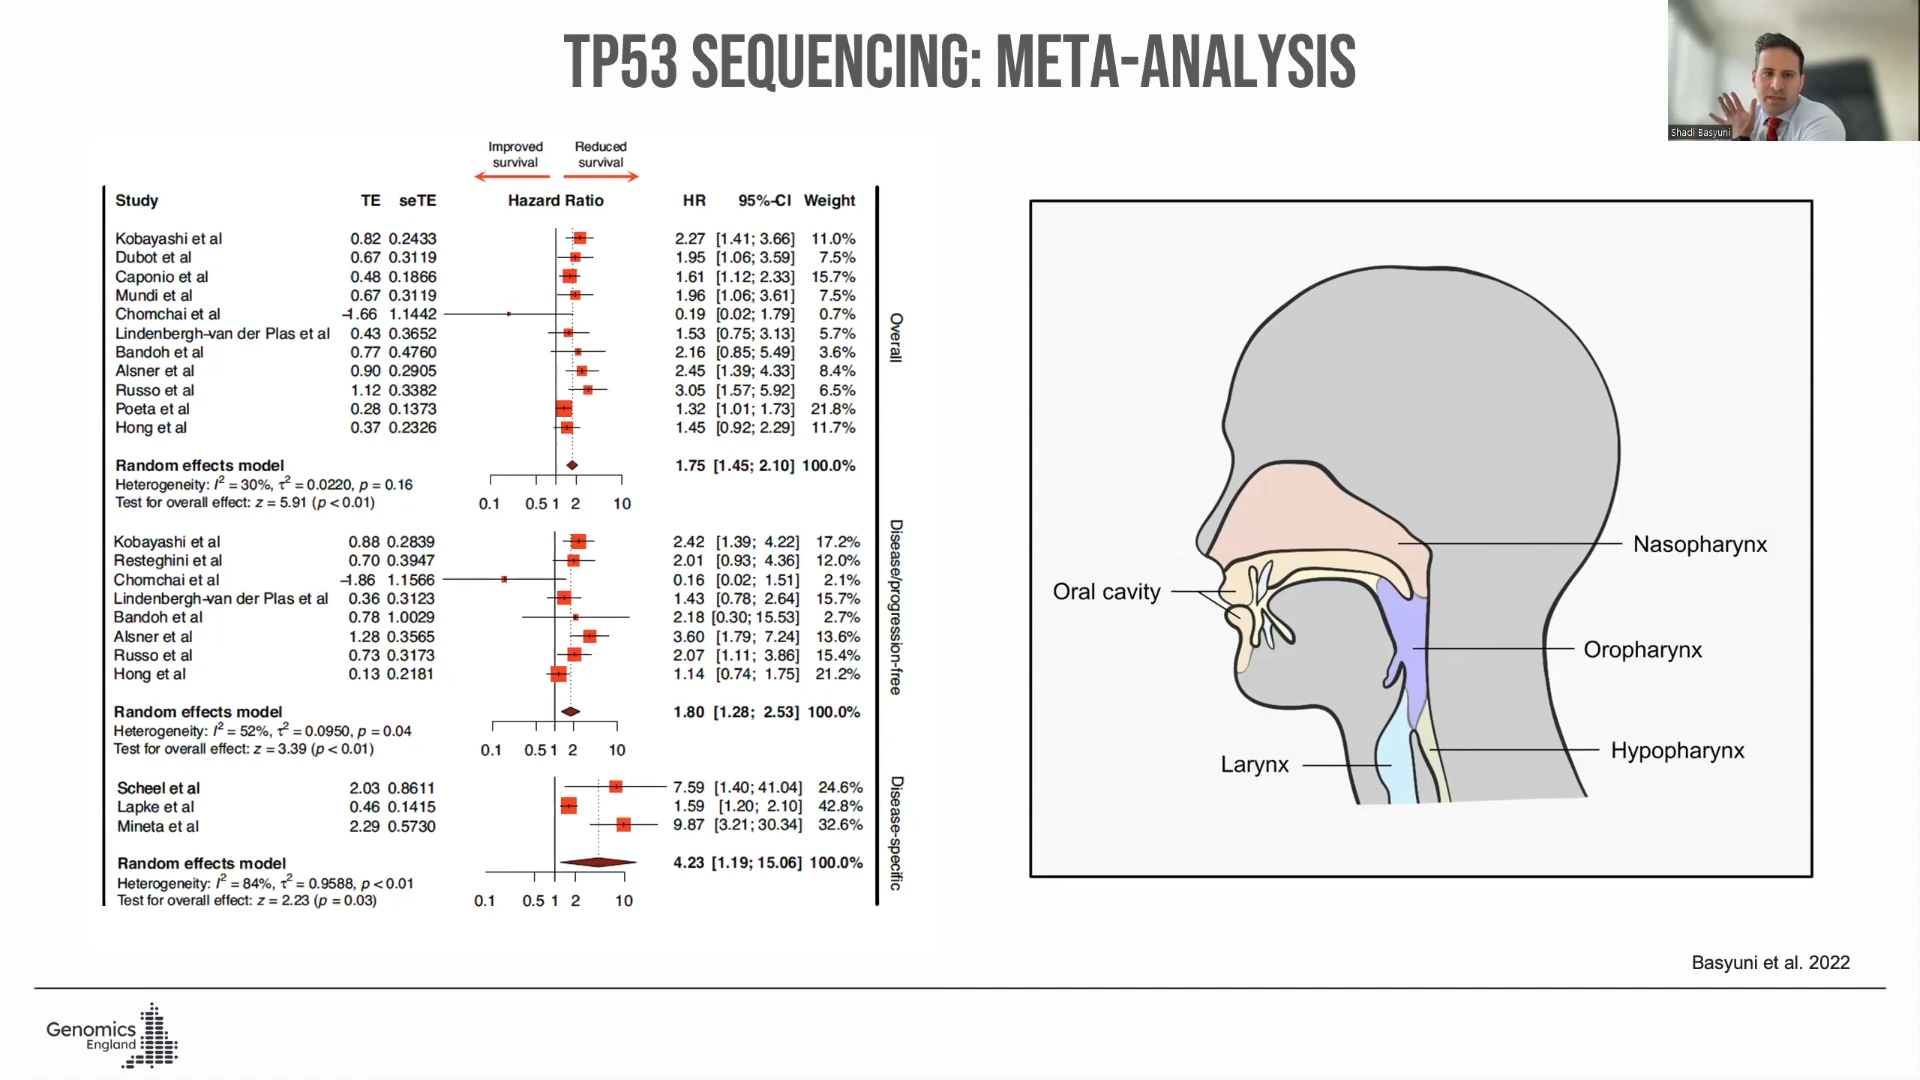 TP53 SEQUENCING: META-ANALYSIS
Shadi Basyuni
Improved survival
Reduced survival
Study TE seTE Hazard Ratio HR 95%-CI Weight
Kobayashi et al 0.82 0.2433 2.27 [1.41; 3.66] 11.0%
Dubot et al 0.67 0.3119 1.95 [1.06; 3.59] 7.5%
Caponio et al 0.48 0.1866 1.61 [1.12; 2.33] 15.7%
Mundi et al 0.67 0.3119 1.96 [1.06; 3.61] 7.5%
Chomchai et al -1.66 1.1442 0.19 [0.02; 1.79] 0.7%
Lindenbergh-van der Plas et al 0.43 0.3652 1.53 [0.75; 3.13] 5.7%
Bandoh et al 0.77 0.4760 2.16 [0.85; 5.49] 3.6%
Alsner et al 0.90 0.2905 2.45 [1.39; 4.33] 8.4%
Russo et al 1.12 0.3382 3.05 [1.57; 5.92] 6.5%
Poeta et al 0.28 0.1373 1.32 [1.01; 1.73] 21.8%
Hong et al 0.37 0.2326 1.45 [0.92; 2.29] 11.7%
Random effects model 1.75 [1.45; 2.10] 100.0%
Heterogeneity: I² = 30%, τ² = 0.0220, p = 0.16
Test for overall effect: z = 5.91 (p < 0.01)
0.1 0.5 1 2 10
Overall
Kobayashi et al 0.88 0.2839 2.42 [1.39; 4.22] 17.2%
Resteghini et al 0.70 0.3947 2.01 [0.93; 4.36] 12.0%
Chomchai et al -1.86 1.1566 0.16 [0.02; 1.51] 2.1%
Lindenbergh-van der Plas et al 0.36 0.3123 1.43 [0.78; 2.64] 15.7%
Bandoh et al 0.78 1.0029 2.18 [0.30; 15.53] 2.7%
Alsner et al 1.28 0.3565 3.60 [1.79; 7.24] 13.6%
Russo et al 0.73 0.3173 2.07 [1.11; 3.86] 15.4%
Hong et al 0.13 0.2181 1.14 [0.74; 1.75] 21.2%
Random effects model 1.80 [1.28; 2.53] 100.0%
Heterogeneity: I² = 52%, τ² = 0.0950, p = 0.04
Test for overall effect: z = 3.39 (p < 0.01)
0.1 0.5 1 2 10
Disease/progression-free
Scheel et al 2.03 0.8611 7.59 [1.40; 41.04] 24.6%
Lapke et al 0.46 0.1415 1.59 [1.20; 2.10] 42.8%
Mineta et al 2.29 0.5730 9.87 [3.21; 30.34] 32.6%
Random effects model 4.23 [1.19; 15.06] 100.0%
Heterogeneity: I² = 84%, τ² = 0.9588, p < 0.01
Test for overall effect: z = 2.23 (p = 0.03)
0.1 0.5 1 2 10
Disease-specific
Nasopharynx
Oral cavity
Oropharynx
Hypopharynx
Larynx
Basyuni et al. 2022
Genomics
England